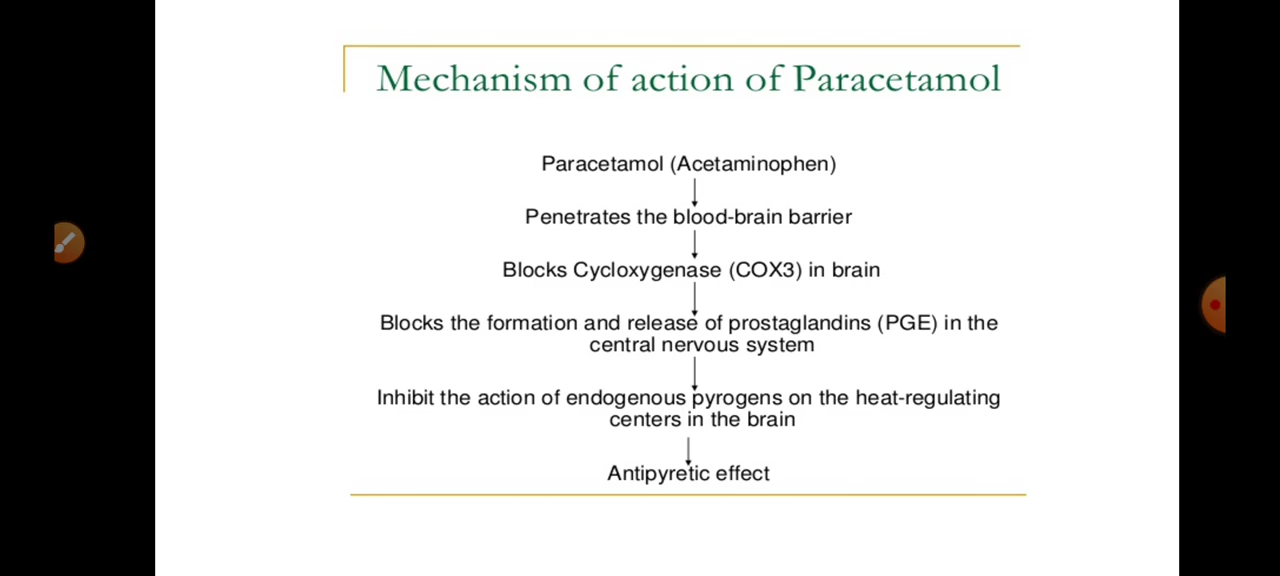 Mechanism of action of Paracetamol
Paracetamol (Acetaminophen)
Penetrates the blood-brain barrier
Blocks Cycloxygenase (COX3) in brain
Blocks the formation and release of prostaglandins (PGE) in the
central nervous system
Inhibit the action of endogenous pyrogens on the heat-regulating
centers in the brain
Antipyretic effect